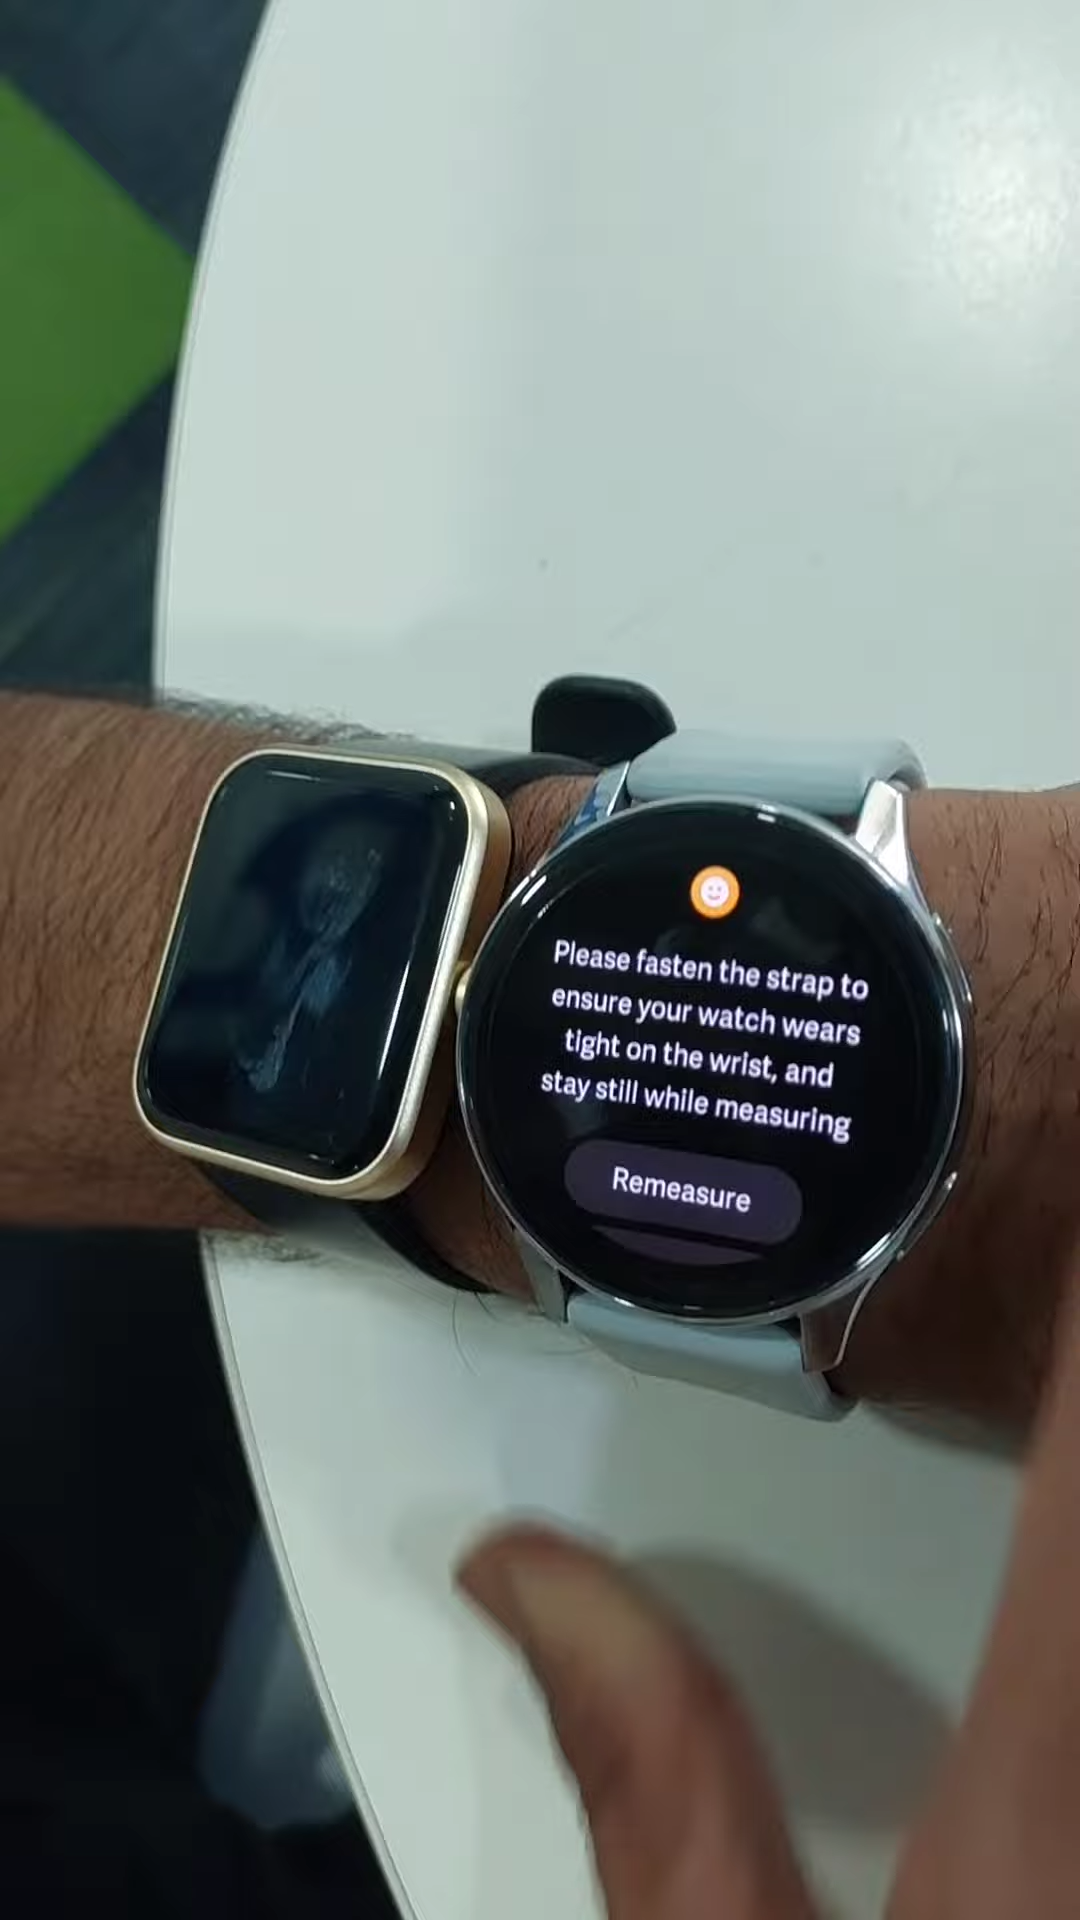 Please fasten the strap to
ensure your watch wears
tight on the wrist, and
stay still while measuring
Remeasure